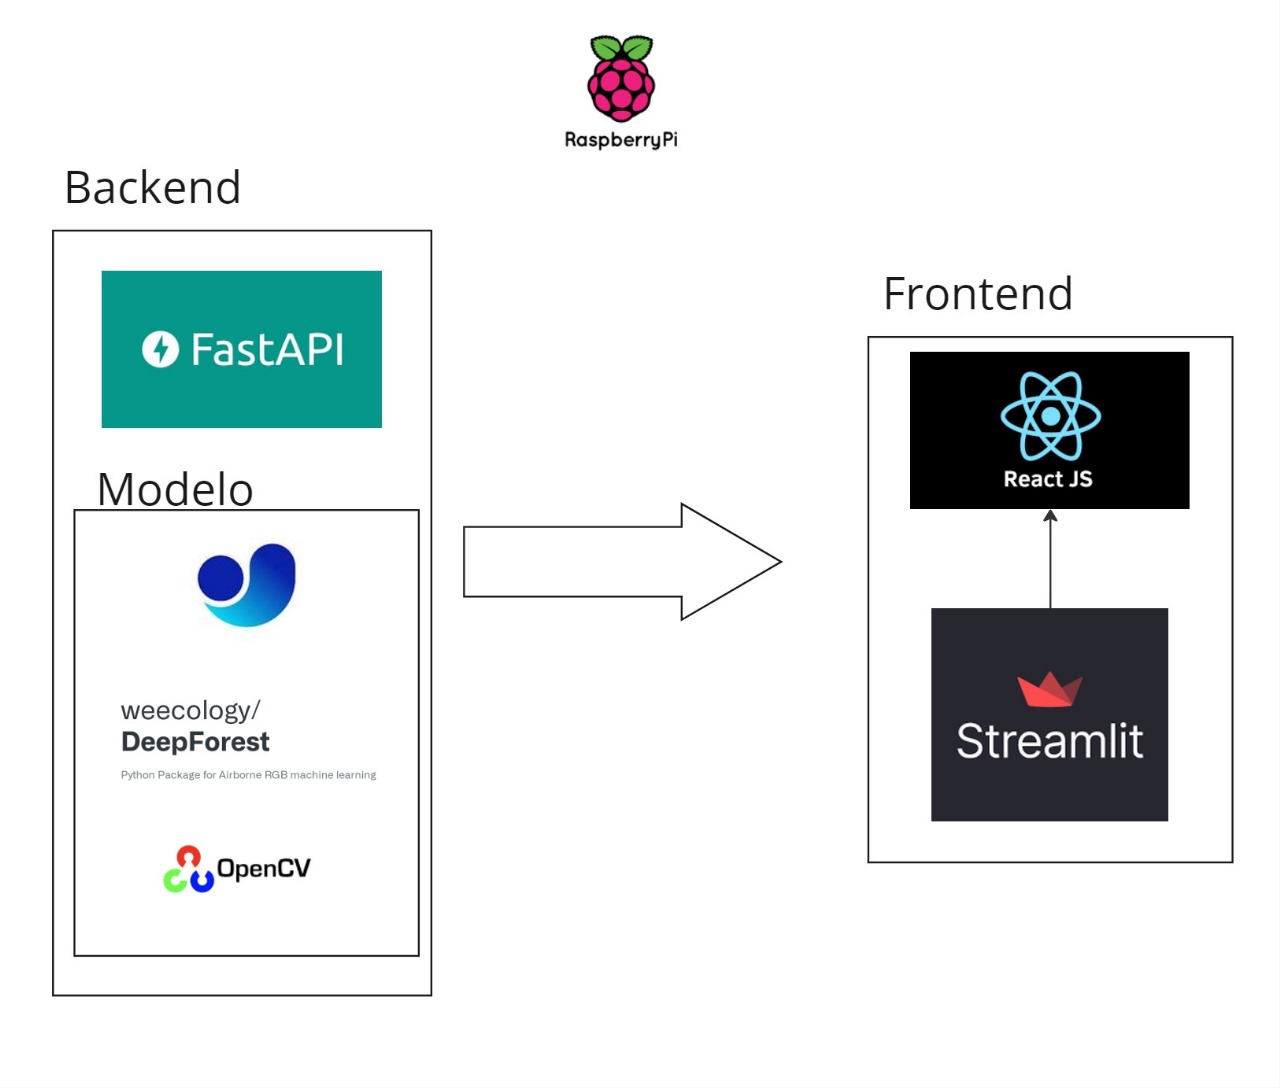 RaspberryPi
Backend
FastAPI
Modelo
weecology/
DeepForest
Python Package for Airborne RGB machine learning
OpenCV
Frontend
React JS
Streamlit